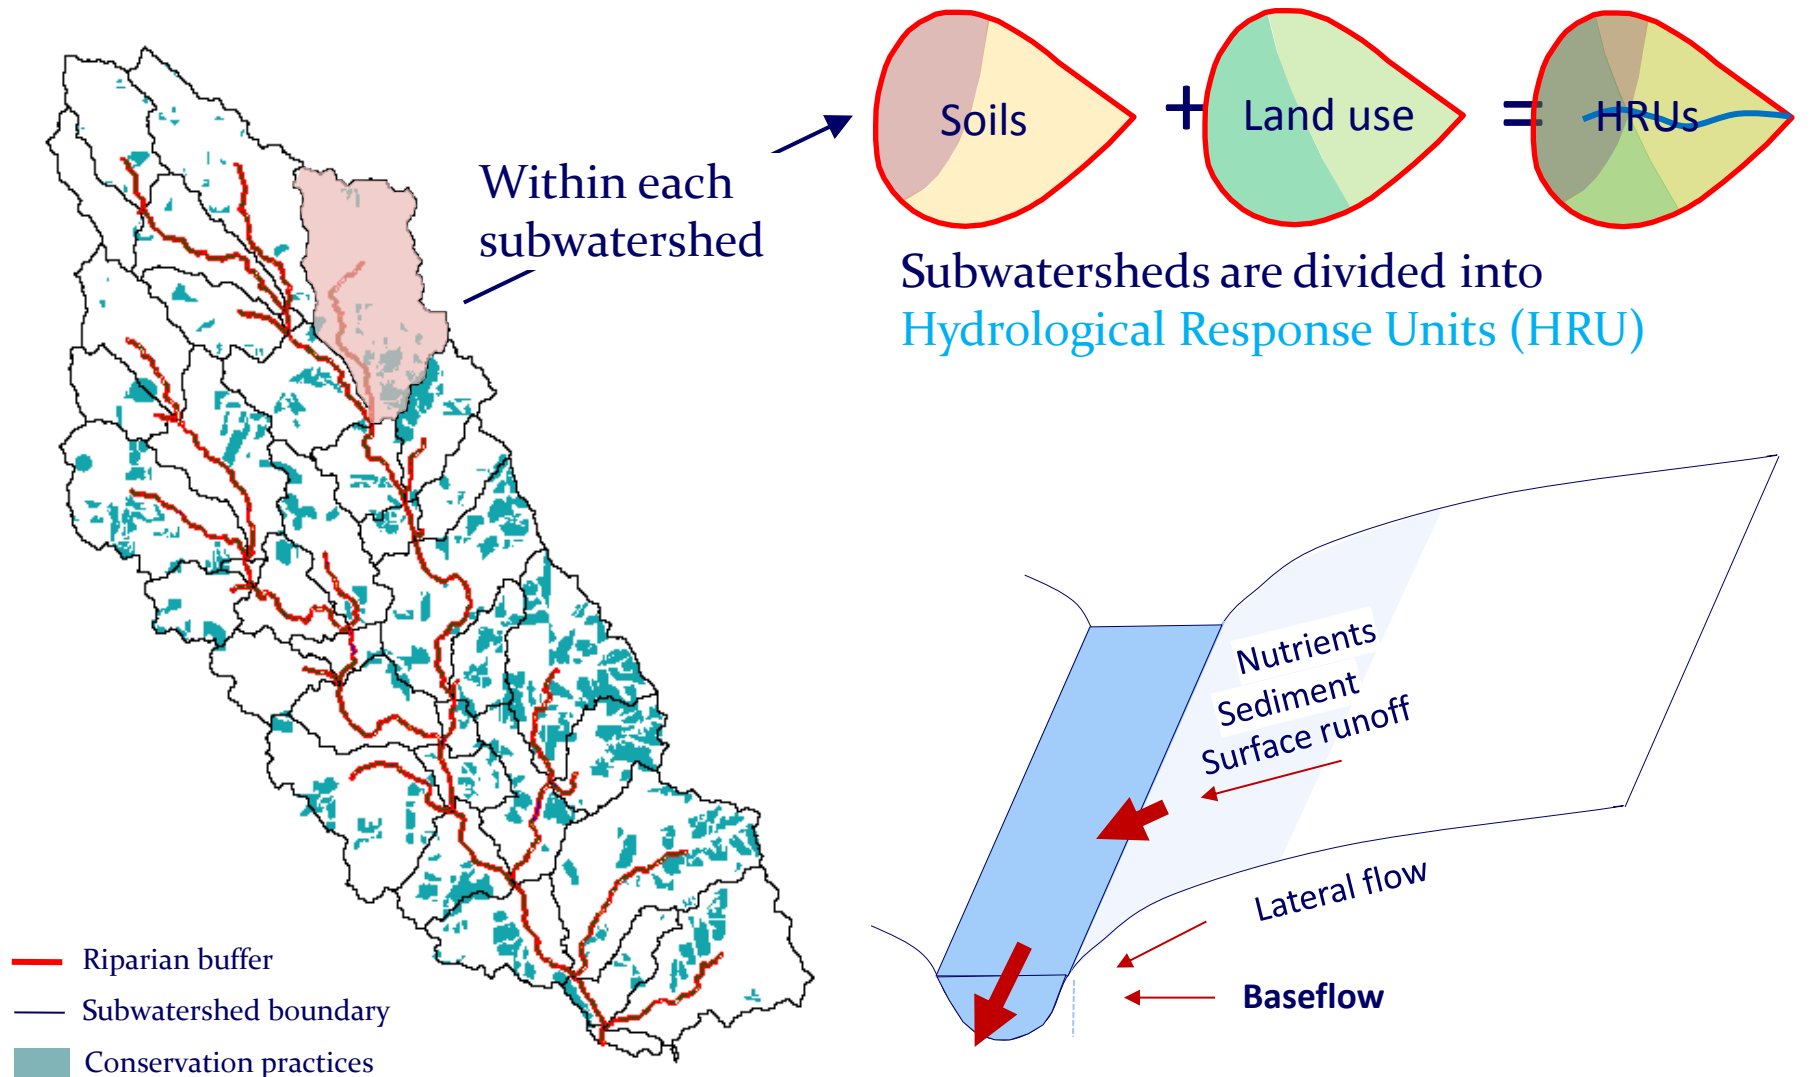 Within each
subwatershed
Soils
+
Land use
=
HRUs
Subwatersheds are divided into
Hydrological Response Units (HRU)
Nutrients
Sediment
Surface runoff
Lateral flow
Baseflow
Riparian buffer
Subwatershed boundary
Conservation practices